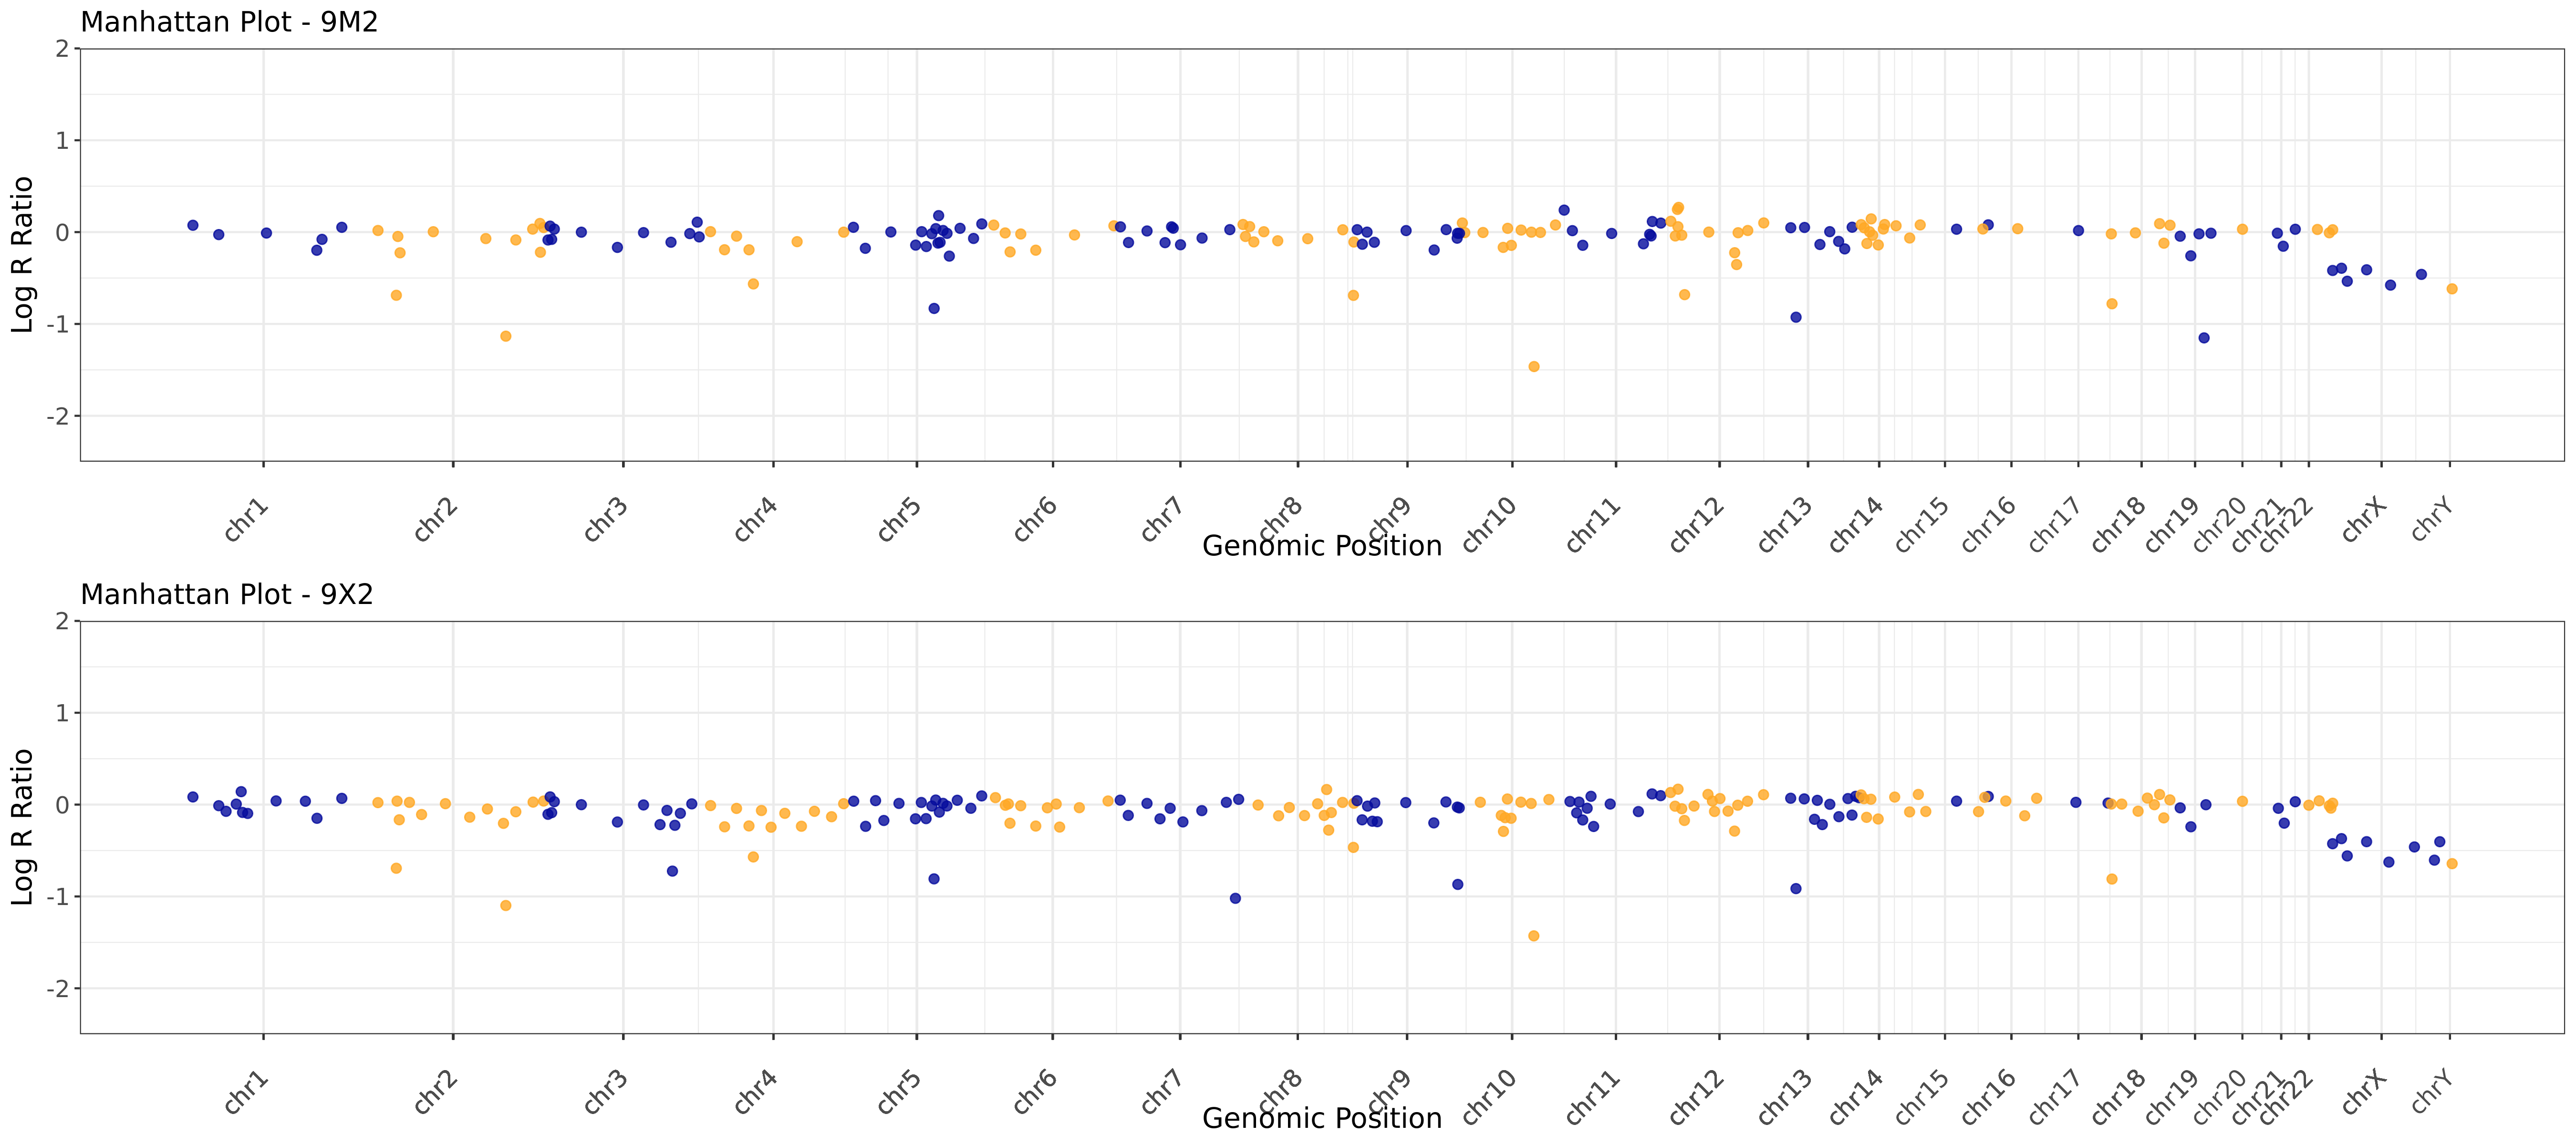 Manhattan Plot - 9M2
2
1
0
-1
-2
Log R Ratio
chr1 chr2 chr3 chr4 chr5 chr6 chr7 chr8 chr9 chr10 chr11 chr12 chr13 chr14 chr15 chr16 chr17 chr18 chr19 chr20 chr21 chr22 chrX chrY
Genomic Position
Manhattan Plot - 9X2
2
1
0
-1
-2
Log R Ratio
chr1 chr2 chr3 chr4 chr5 chr6 chr7 chr8 chr9 chr10 chr11 chr12 chr13 chr14 chr15 chr16 chr17 chr18 chr19 chr20 chr21 chr22 chrX chrY
Genomic Position